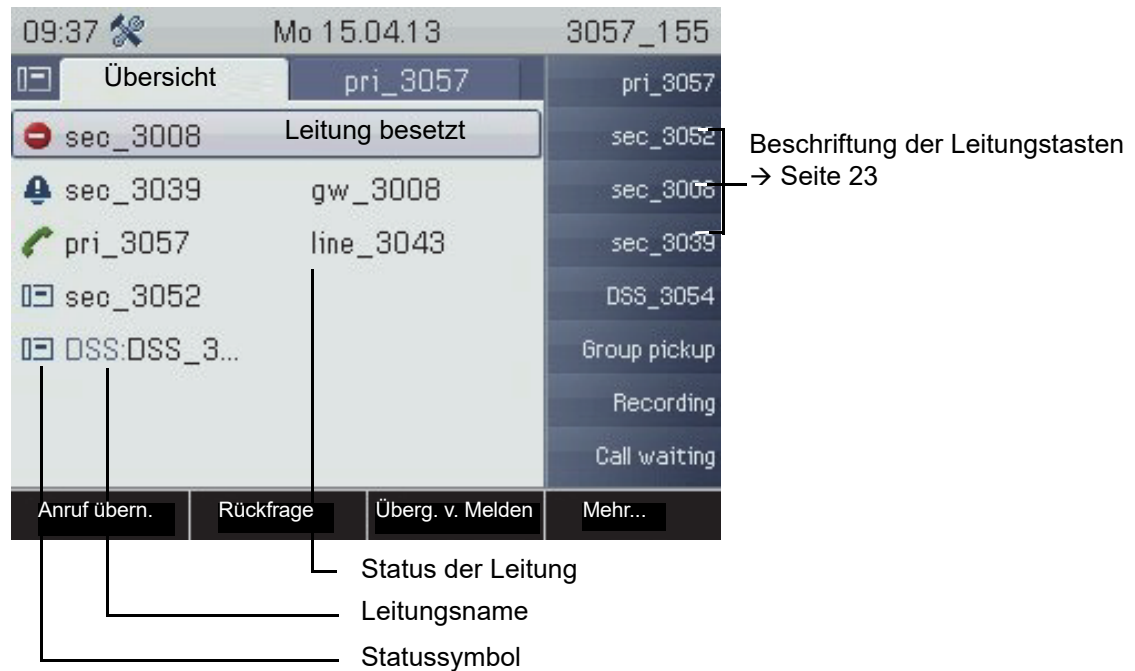 09:37 Mo 15.04.13 3057_155
Übersicht pri_3057 pri_3057
sec_3008 Leitung besetzt sec_3052
sec_3039 gw_3008 sec_3008
pri_3057 line_3043 sec_3039
sec_3052 DSS_3054
DSS:DSS_3... Group pickup
Recording
Call waiting
Anruf übern. Rückfrage Überg. v. Melden Mehr...
Beschriftung der Leitungstasten
→ Seite 23
Status der Leitung
Leitungsname
Statussymbol